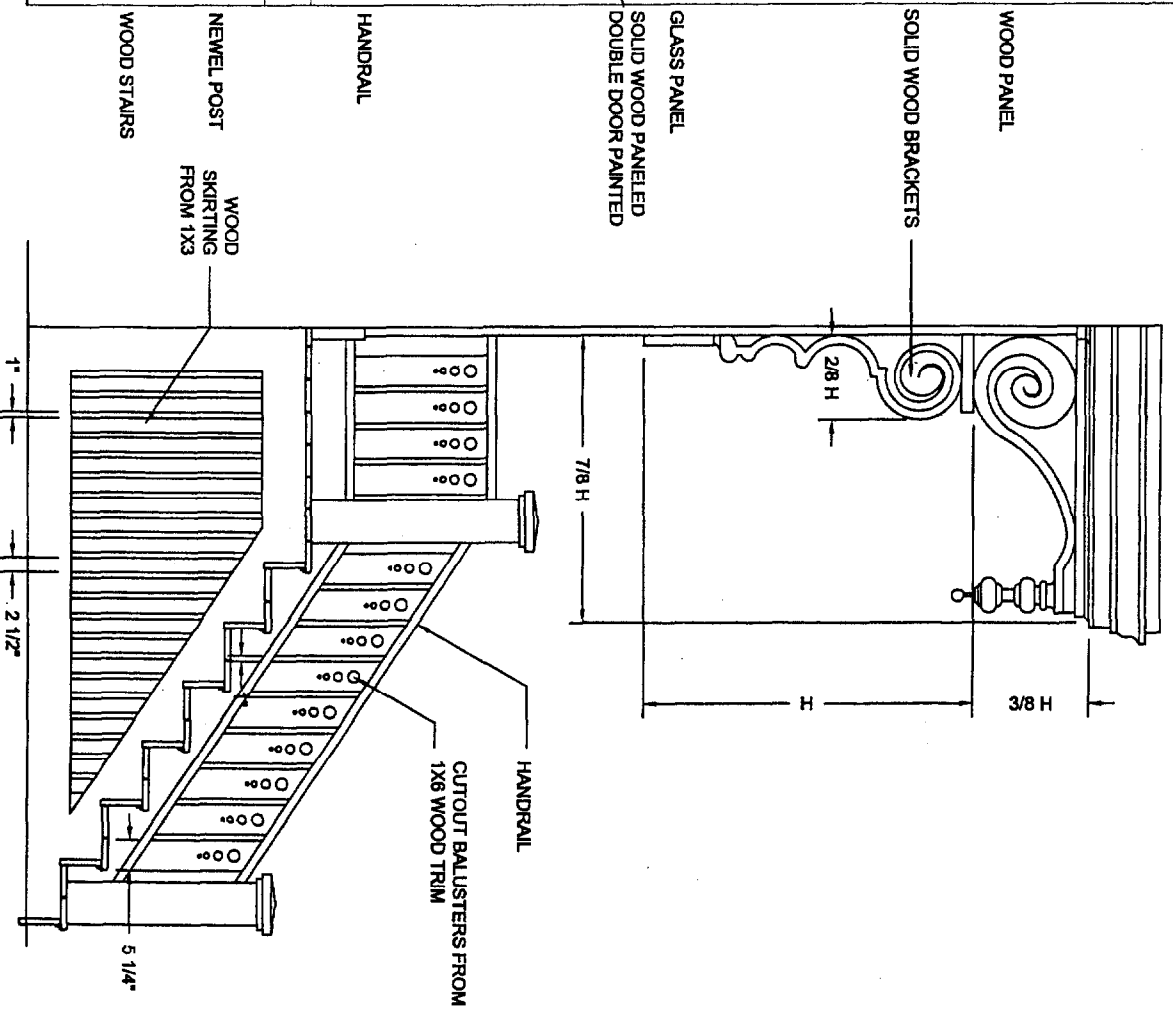 WOOD PANEL
SOLID WOOD BRACKETS
GLASS PANEL
SOLID WOOD PANELED
DOUBLE DOOR PAINTED
HANDRAIL
NEWEL POST
WOOD STAIRS
WOOD
SKIRTING
FROM 1X3
3/8 H
H
2/8 H
7/8 H
HANDRAIL
CUTOUT BALUSTERS FROM
1X6 WOOD TRIM
5 1/4"
1"
2 1/2"